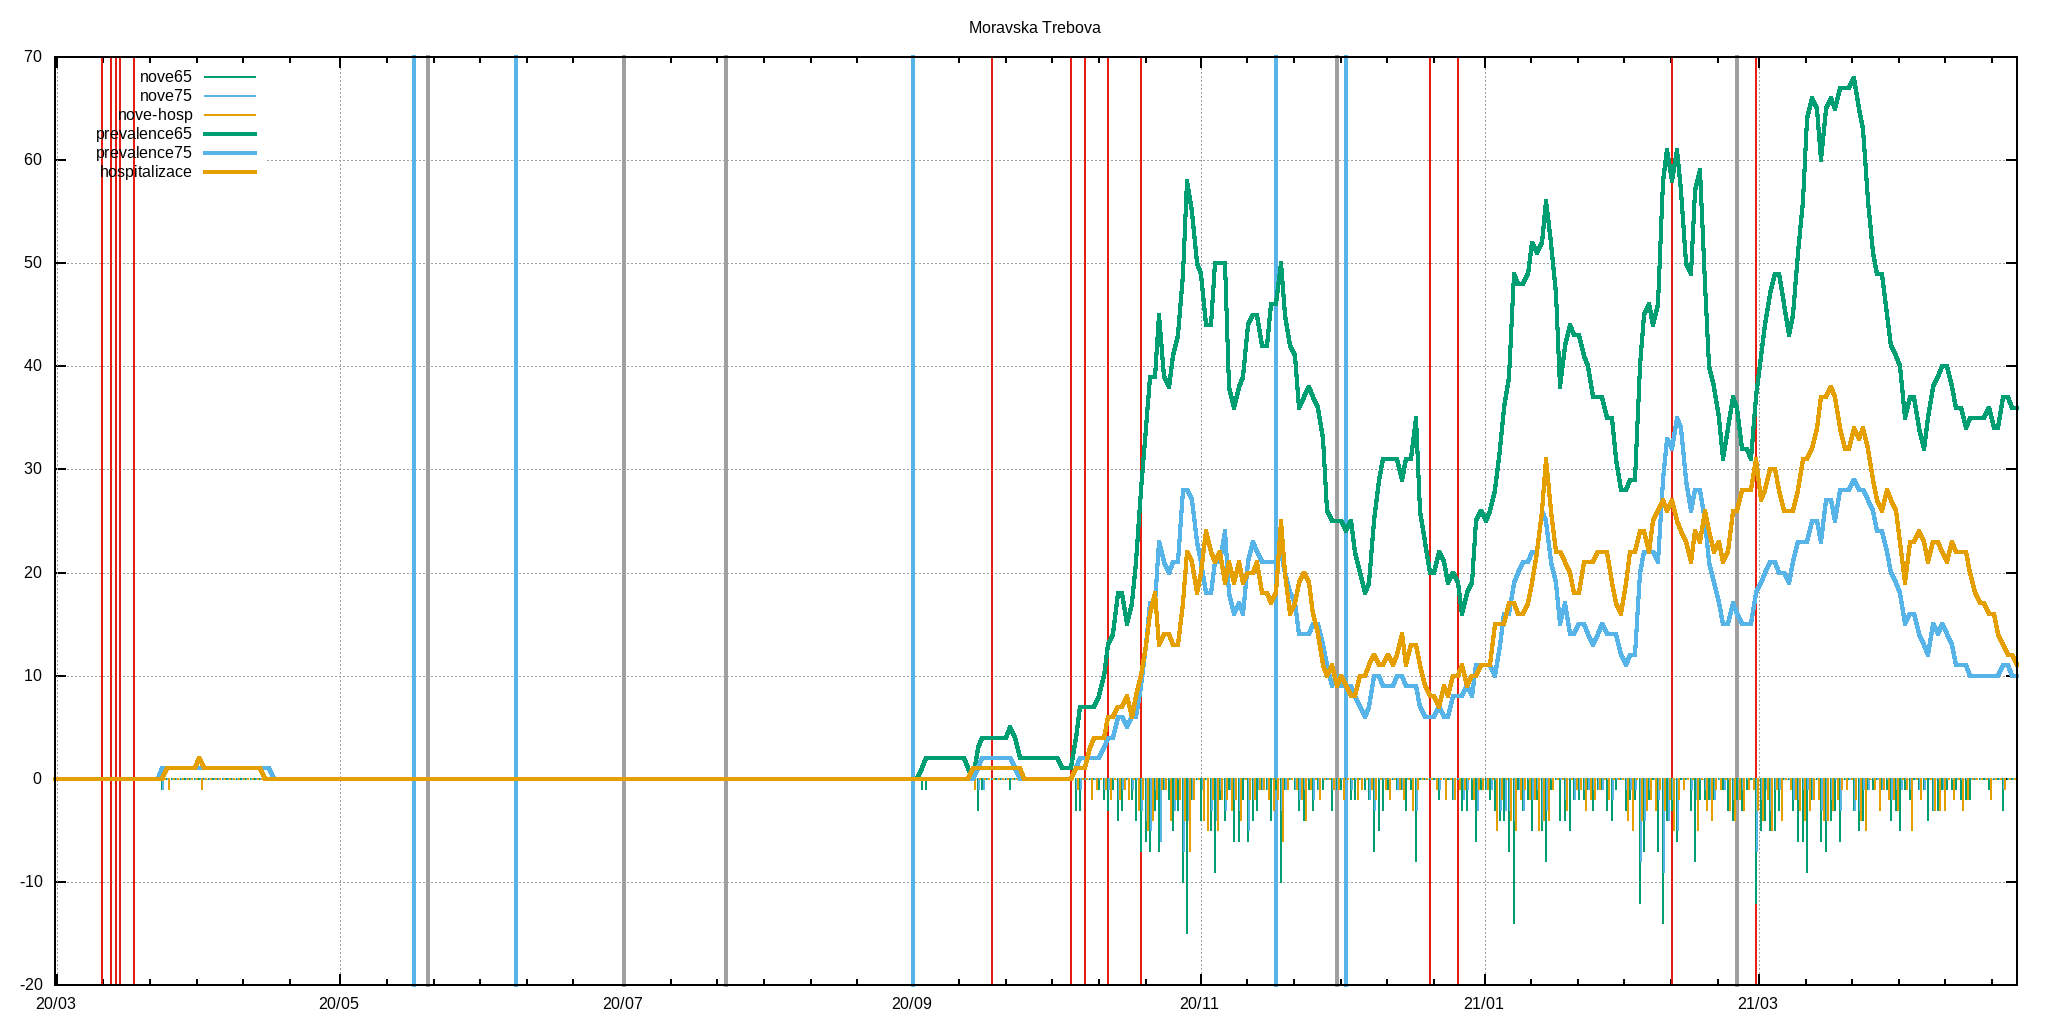 Moravska Trebova
70
60
50
40
30
20
10
0
-10
-20
nove65
nove75
nove-hosp
prevalence65
prevalence75
hospitalizace
20/03 20/05 20/07 20/09 20/11 21/01 21/03